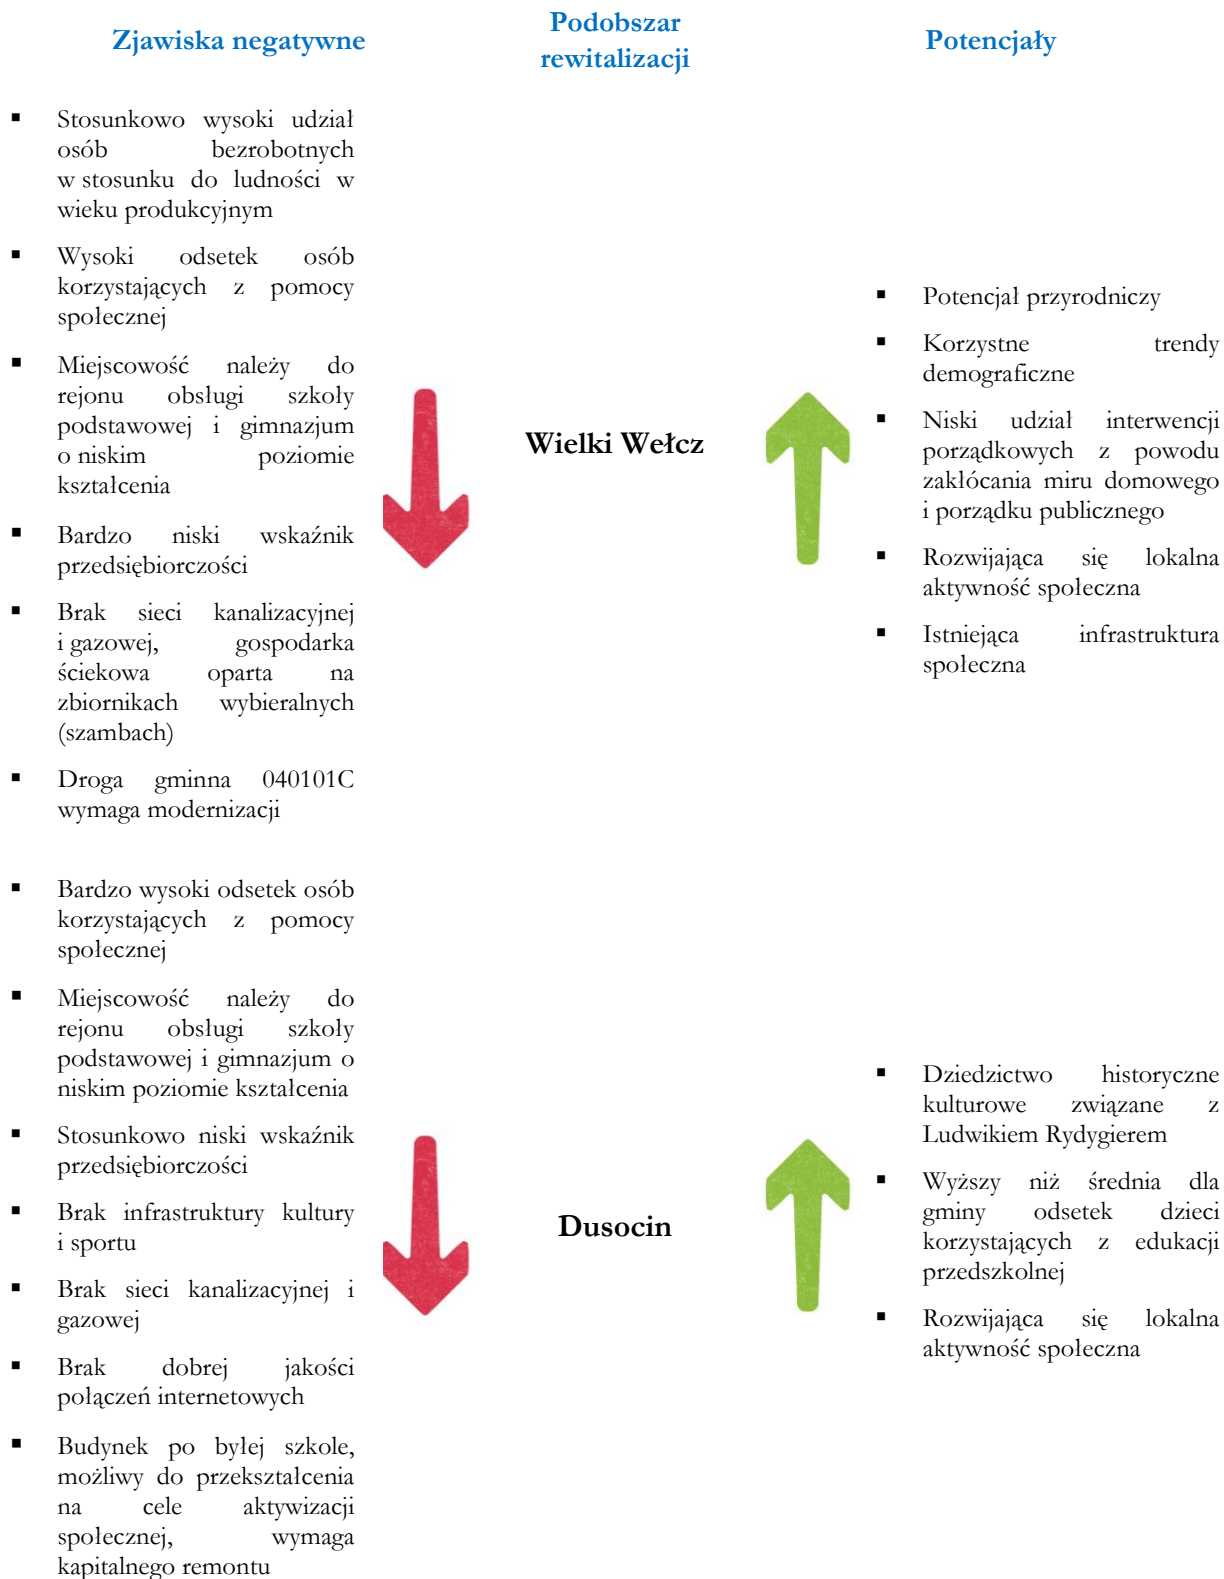 Zjawiska negatywne
Podobszar
rewitalizacji
Potencjały
▪ Stosunkowo wysoki udział
osób bezrobotnych
w stosunku do ludności w
wieku produkcyjnym
▪ Wysoki odsetek osób
korzystających z pomocy
społecznej
▪ Miejscowość należy do
rejonu obsługi szkoły
podstawowej i gimnazjum
o niskim poziomie
kształcenia
▪ Bardzo niski wskaźnik
przedsiębiorczości
▪ Brak sieci kanalizacyjnej
i gazowej, gospodarka
ściekowa oparta na
zbiornikach wybieralnych
(szambach)
▪ Droga gminna 040101C
wymaga modernizacji
Wielki Wełcz
▪ Potencjał przyrodniczy
▪ Korzystne trendy
demograficzne
▪ Niski udział interwencji
porządkowych z powodu
zakłócania miru domowego
i porządku publicznego
▪ Rozwijająca się lokalna
aktywność społeczna
▪ Istniejąca infrastruktura
społeczna
▪ Bardzo wysoki odsetek osób
korzystających z pomocy
społecznej
▪ Miejscowość należy do
rejonu obsługi szkoły
podstawowej i gimnazjum o
niskim poziomie kształcenia
▪ Stosunkowo niski wskaźnik
przedsiębiorczości
▪ Brak infrastruktury kultury
i sportu
▪ Brak sieci kanalizacyjnej i
gazowej
▪ Brak dobrej jakości
połączeń internetowych
▪ Budynek po byłej szkole,
możliwy do przekształcenia
na cele aktywizacji
społecznej, wymaga
kapitalnego remontu
Dusocin
▪ Dziedzictwo historyczne
kulturowe związane z
Ludwikiem Rydygierem
▪ Wyższy niż średnia dla
gminy odsetek dzieci
korzystających z edukacji
przedszkolnej
▪ Rozwijająca się lokalna
aktywność społeczna